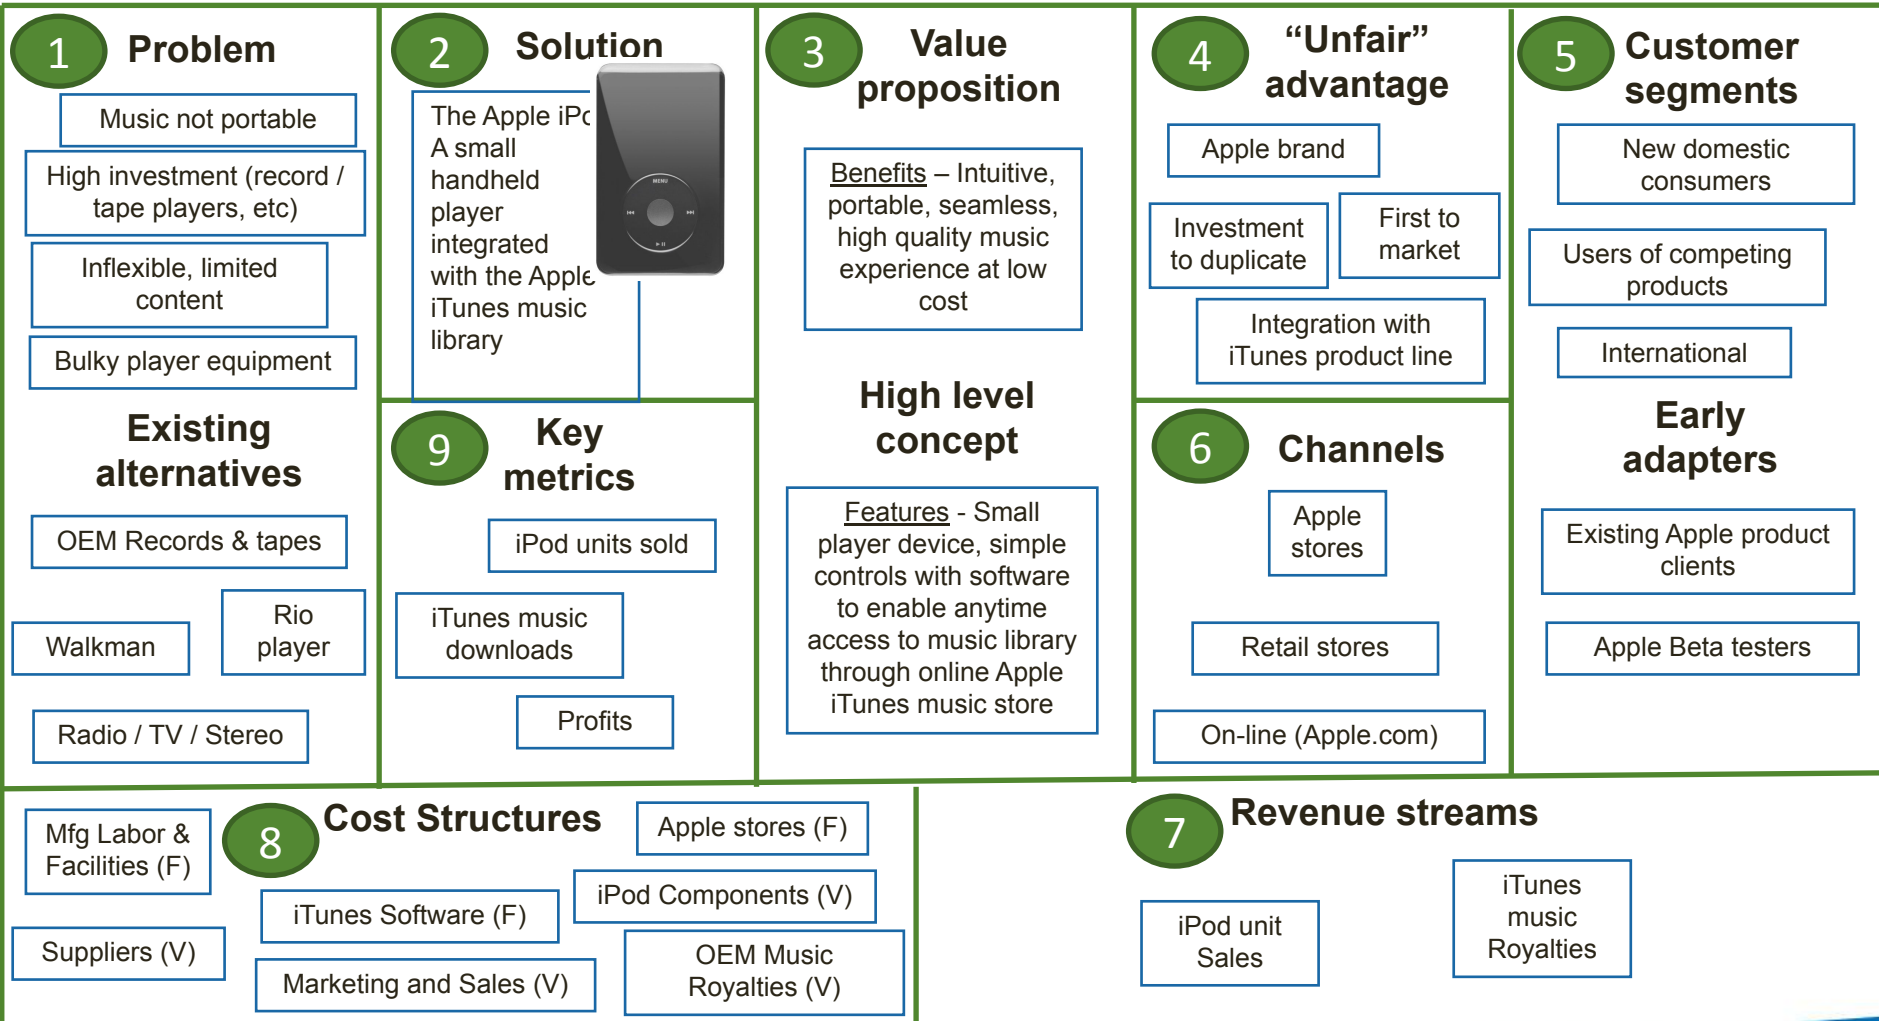 1
Problem
Music not portable
High investment (record /
tape players, etc)
Inflexible, limited
content
Bulky player equipment
Existing
alternatives
OEM Records & tapes
Walkman
Rio
player
Radio / TV / Stereo
2
Solution
The Apple
A small
handheld
player
integrated
with the Apple
iTunes music
library
MENU
9
Key
metrics
iPod units sold
iTunes music
downloads
Profits
3
Value
proposition
Benefits – Intuitive,
portable, seamless,
high quality music
experience at low
cost
High level
concept
Features - Small
player device, simple
controls with software
to enable anytime
access to music library
through online Apple
iTunes music store
4
“Unfair”
advantage
Apple brand
Investment
to duplicate
First to
market
Integration with
iTunes product line
6
Channels
Apple
stores
Retail stores
On-line (Apple.com)
5
Customer
segments
New domestic
consumers
Users of competing
products
International
Early
adapters
Existing Apple product
clients
Apple Beta testers
8
Cost Structures
Mfg Labor &
Facilities (F)
Suppliers (V)
iTunes Software (F)
Marketing and Sales (V)
Apple stores (F)
iPod Components (V)
OEM Music
Royalties (V)
7
Revenue streams
iPod unit
Sales
iTunes
music
Royalties